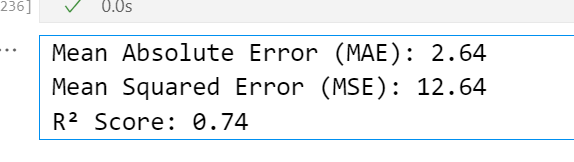 236]
0.0s
...
Mean Absolute Error (MAE): 2.64
Mean Squared Error (MSE): 12.64
R² Score: 0.74